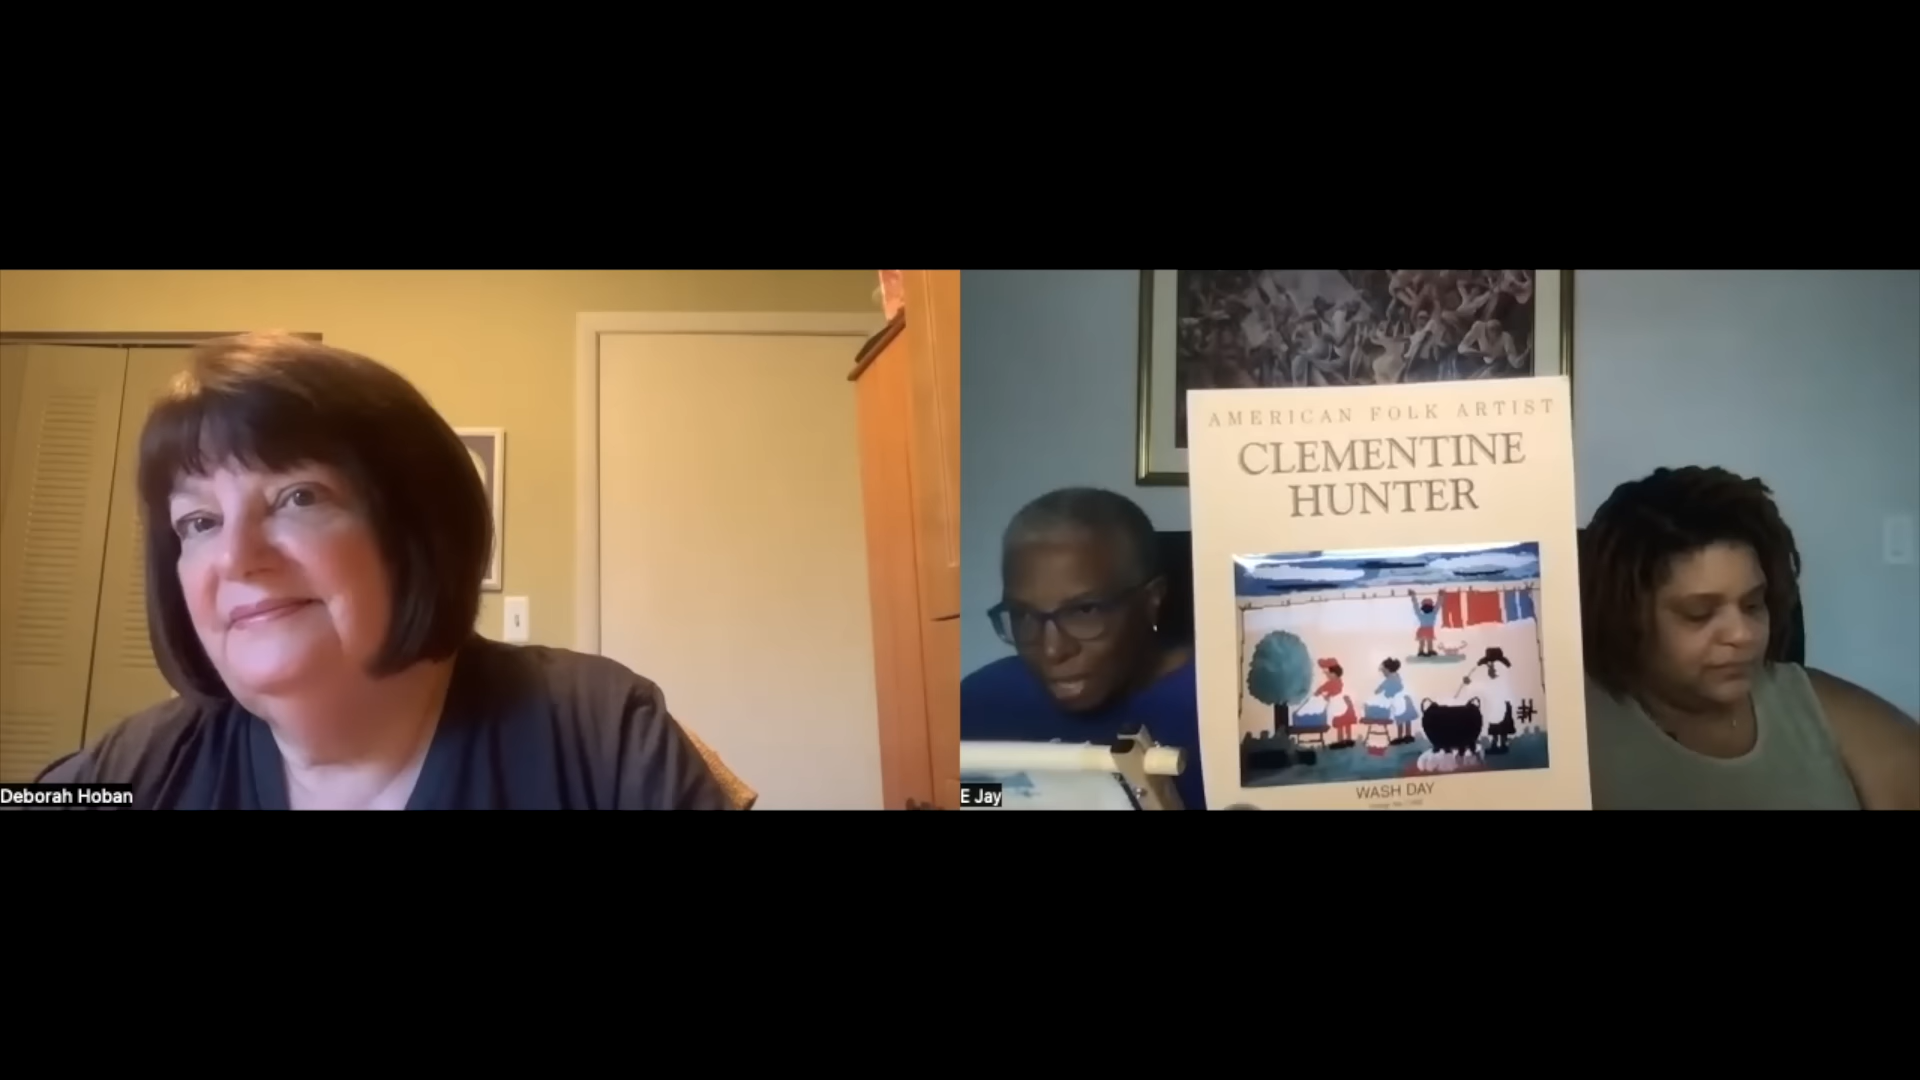 AMERICAN FOLK ARTIST
CLEMENTINE
HUNTER
WASH DAY
Deborah Hoban
E Jay